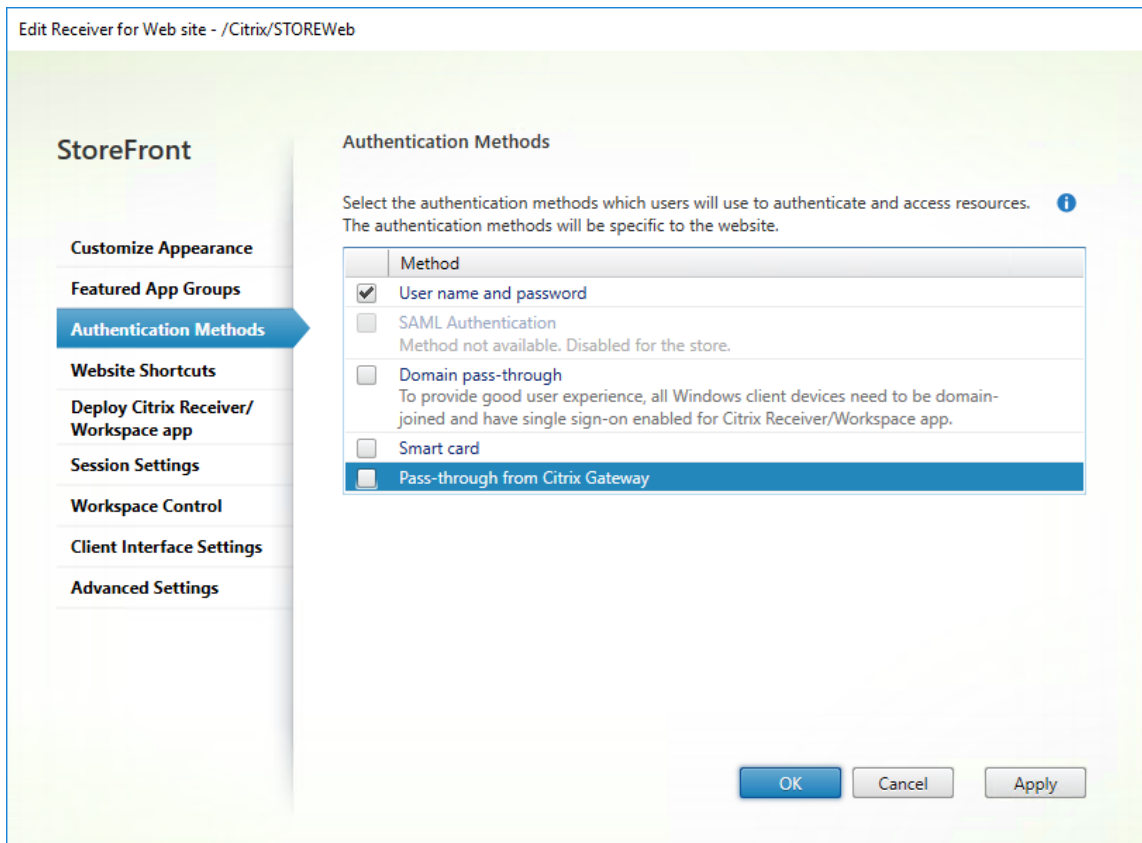 Edit Receiver for Web site - /Citrix/STOREWeb
StoreFront
Customize Appearance
Featured App Groups
Authentication Methods
Website Shortcuts
Deploy Citrix Receiver/
Workspace app
Session Settings
Workspace Control
Client Interface Settings
Advanced Settings
Authentication Methods
Select the authentication methods which users will use to authenticate and access resources.
The authentication methods will be specific to the website.
Method
User name and password
SAML Authentication
Method not available. Disabled for the store.
Domain pass-through
To provide good user experience, all Windows client devices need to be domain-
joined and have single sign-on enabled for Citrix Receiver/Workspace app.
Smart card
Pass-through from Citrix Gateway
OK
Cancel
Apply